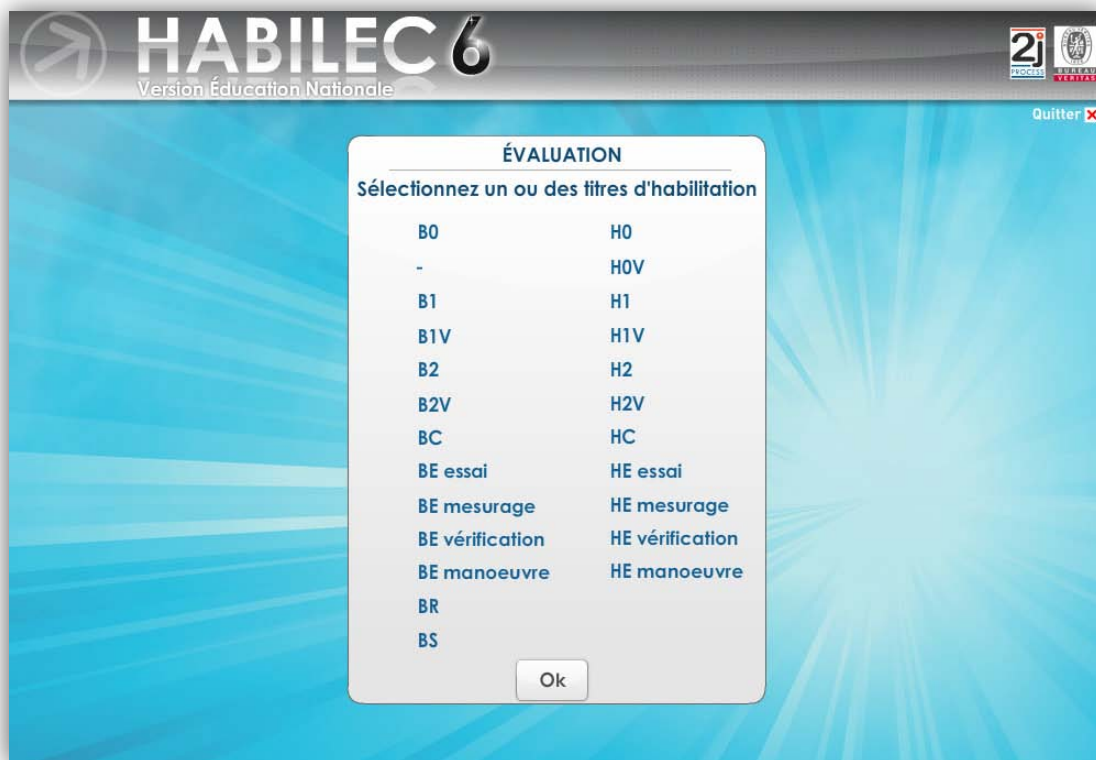 HABILEC 6
Version Éducation Nationale
2j
PROCESS
BUREAU
VERITAS
Quitter
ÉVALUATION
Sélectionnez un ou des titres d'habilitation
B0 H0
- H0V
B1 H1
B1V H1V
B2 H2
B2V H2V
BC HC
BE essai HE essai
BE mesurage HE mesurage
BE vérification HE vérification
BE manoeuvre HE manoeuvre
BR
BS
Ok